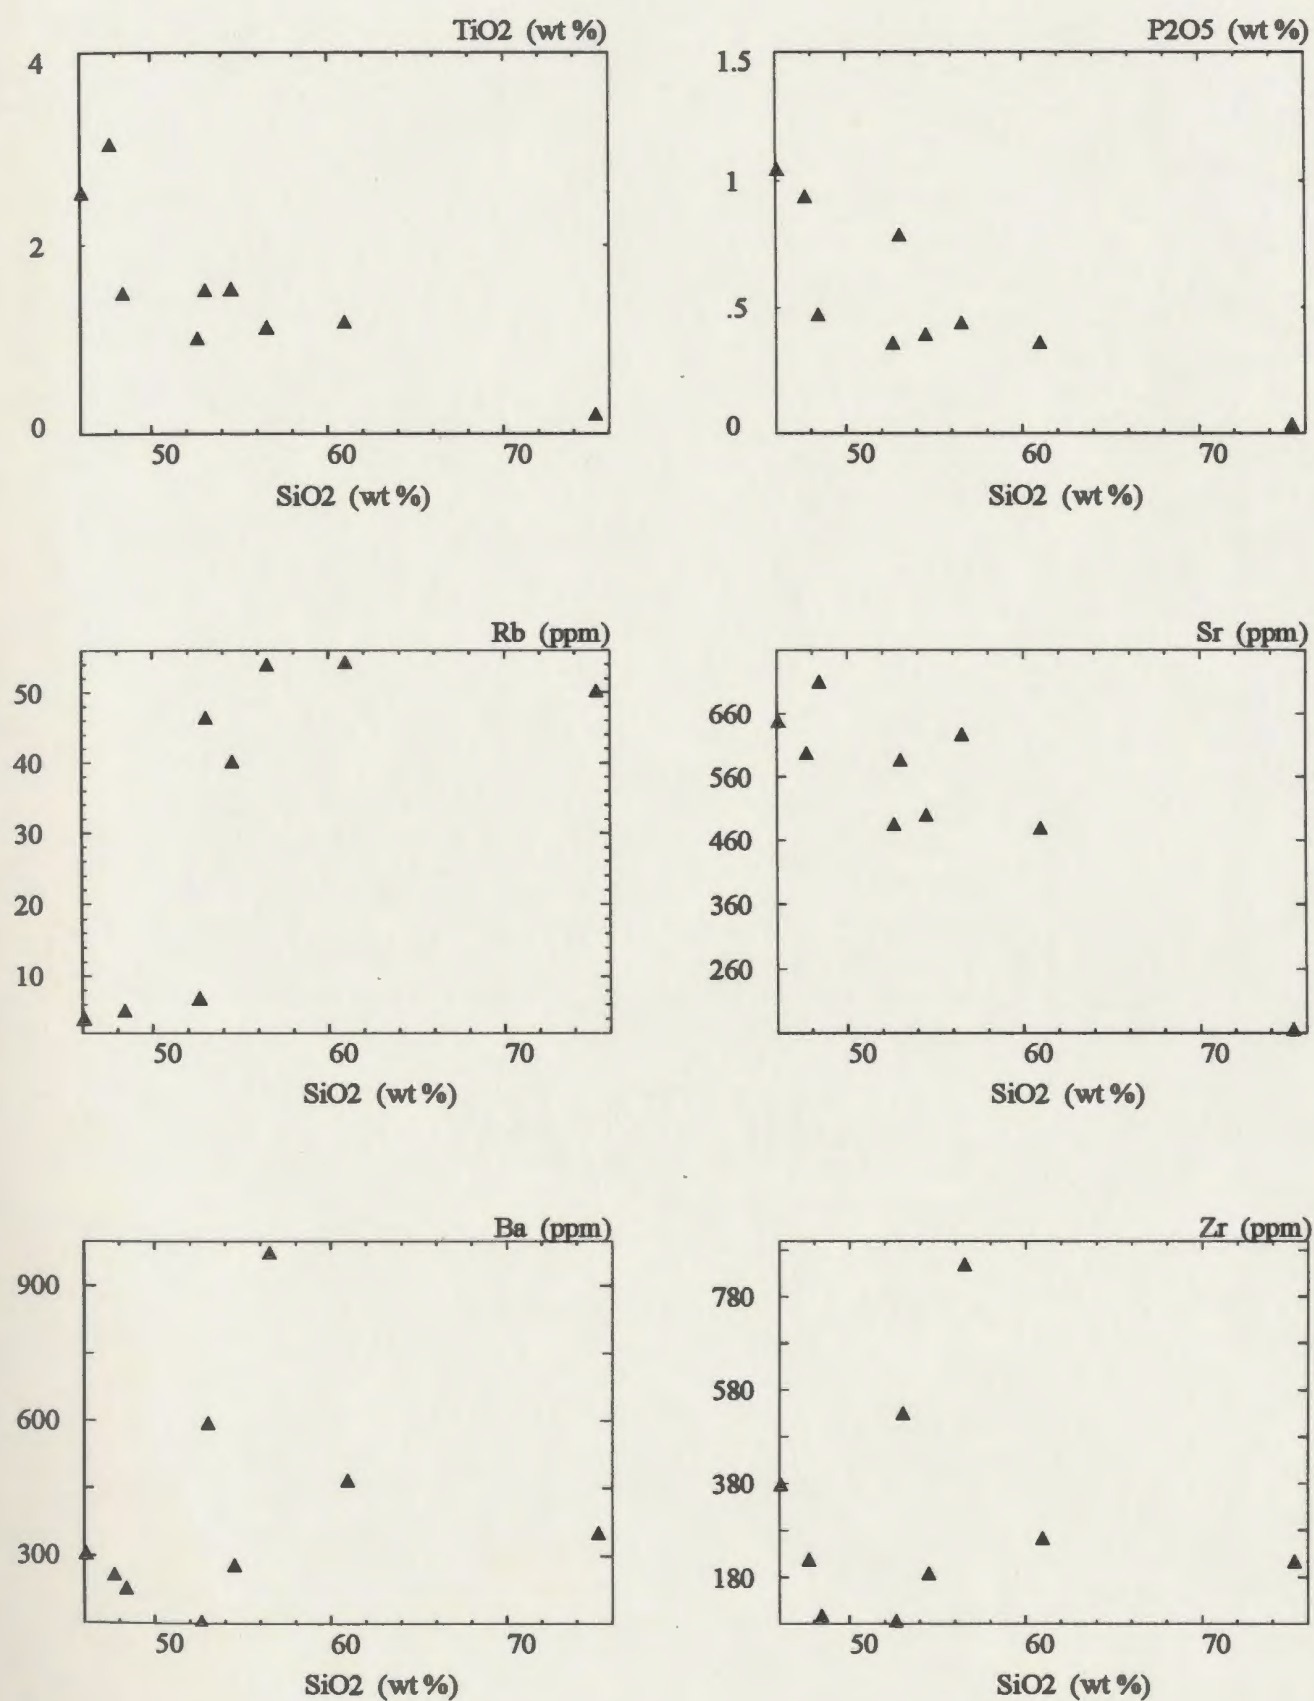 TiO2 (wt %)
4
2
0
50 60 70
SiO2 (wt %)
P2O5 (wt %)
1.5
1
.5
0
50 60 70
SiO2 (wt %)
Rb (ppm)
50
40
30
20
10
50 60 70
SiO2 (wt %)
Sr (ppm)
660
560
460
360
260
50 60 70
SiO2 (wt %)
Ba (ppm)
900
600
300
50 60 70
SiO2 (wt %)
Zr (ppm)
780
580
380
180
50 60 70
SiO2 (wt %)